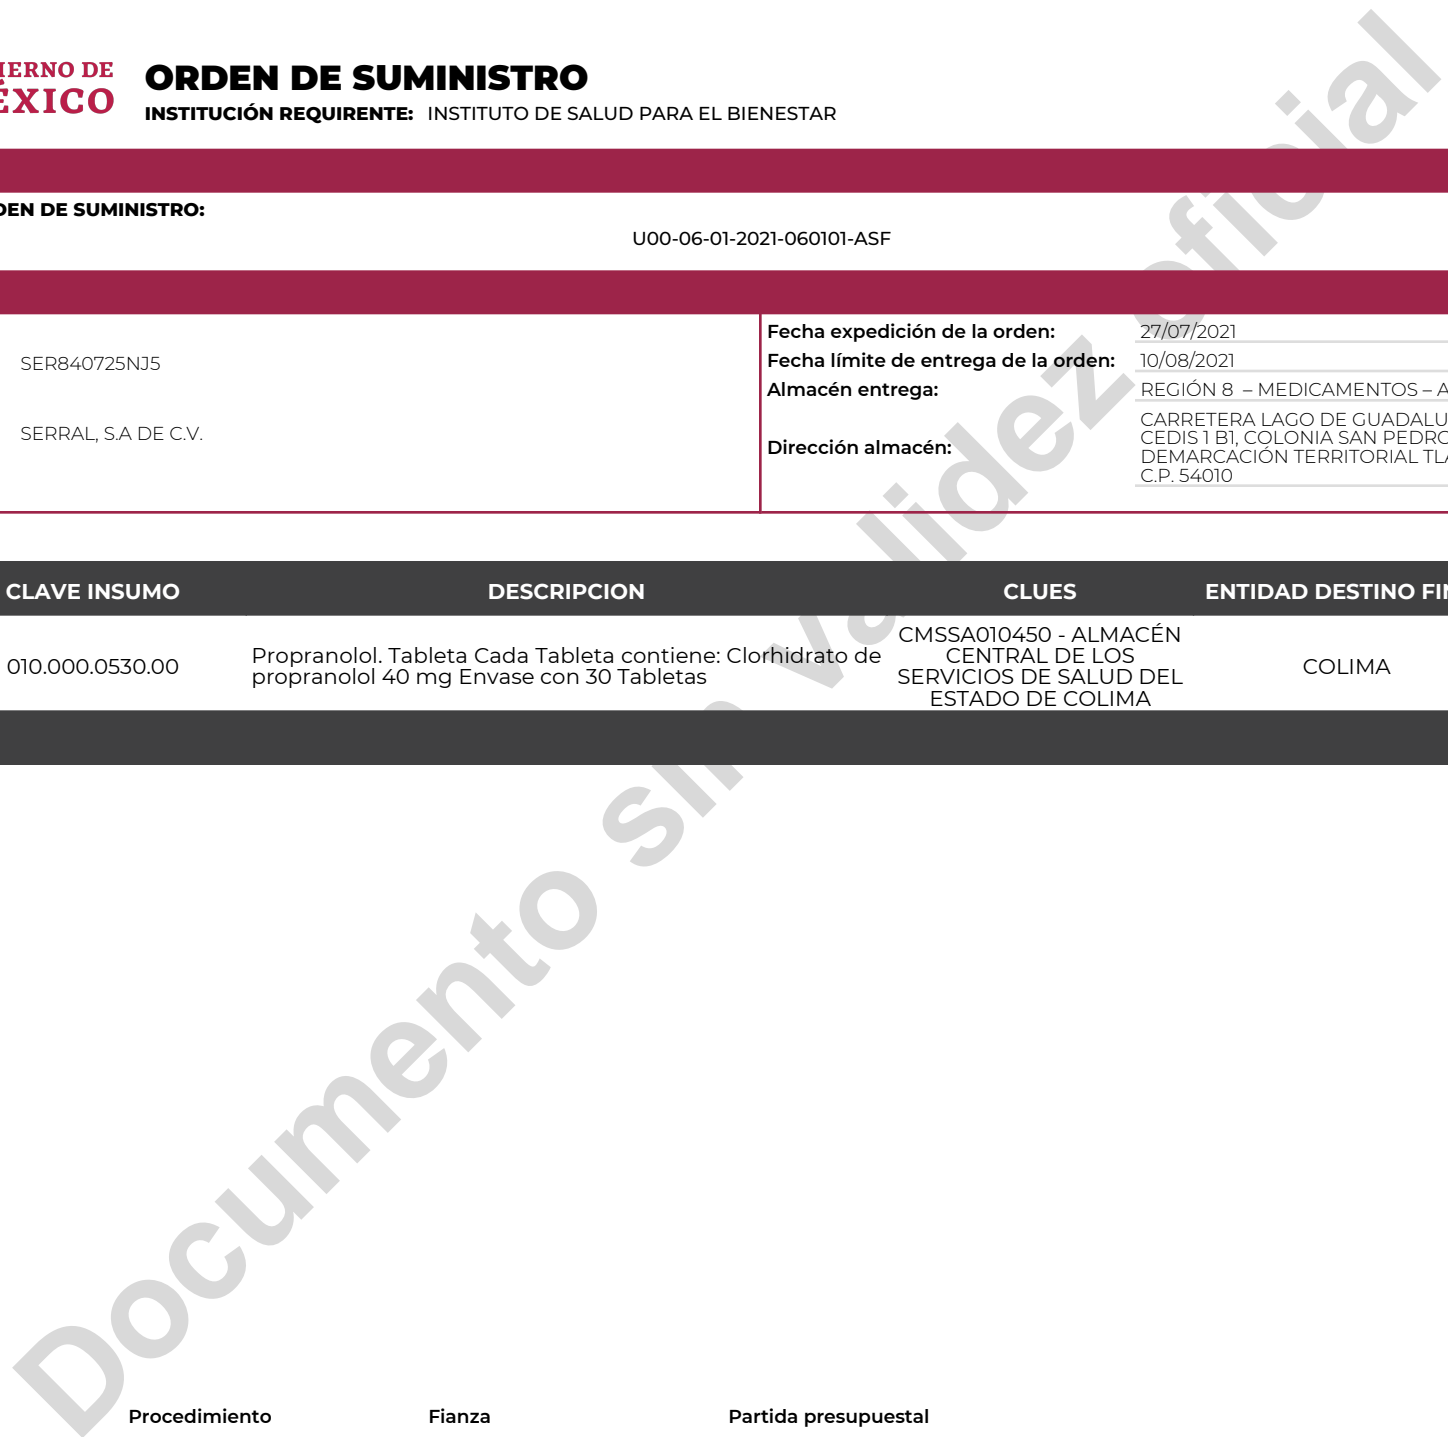 IERNO DE
ÉXICO
ORDEN DE SUMINISTRO
INSTITUCIÓN REQUIRENTE: INSTITUTO DE SALUD PARA EL BIENESTAR
DEN DE SUMINISTRO:
U00-06-01-2021-060101-ASF
SER840725NJ5
SERRAL, S.A DE C.V.
Fecha expedición de la orden: 27/07/2021
Fecha límite de entrega de la orden: 10/08/2021
Almacén entrega: REGIÓN 8 – MEDICAMENTOS – A
Dirección almacén:
CARRETERA LAGO DE GUADALU
CEDIS 1 B1, COLONIA SAN PEDRO
DEMARCACIÓN TERRITORIAL TLA
C.P. 54010
CLAVE INSUMO DESCRIPCION CLUES ENTIDAD DESTINO FIN
010.000.0530.00
Propranolol. Tableta Cada Tableta contiene: Clorhidrato de
propranolol 40 mg Envase con 30 Tabletas
CMSSA010450 - ALMACÉN
CENTRAL DE LOS
SERVICIOS DE SALUD DEL
ESTADO DE COLIMA
COLIMA
Documento sin validez oficial
Procedimiento Fianza Partida presupuestal